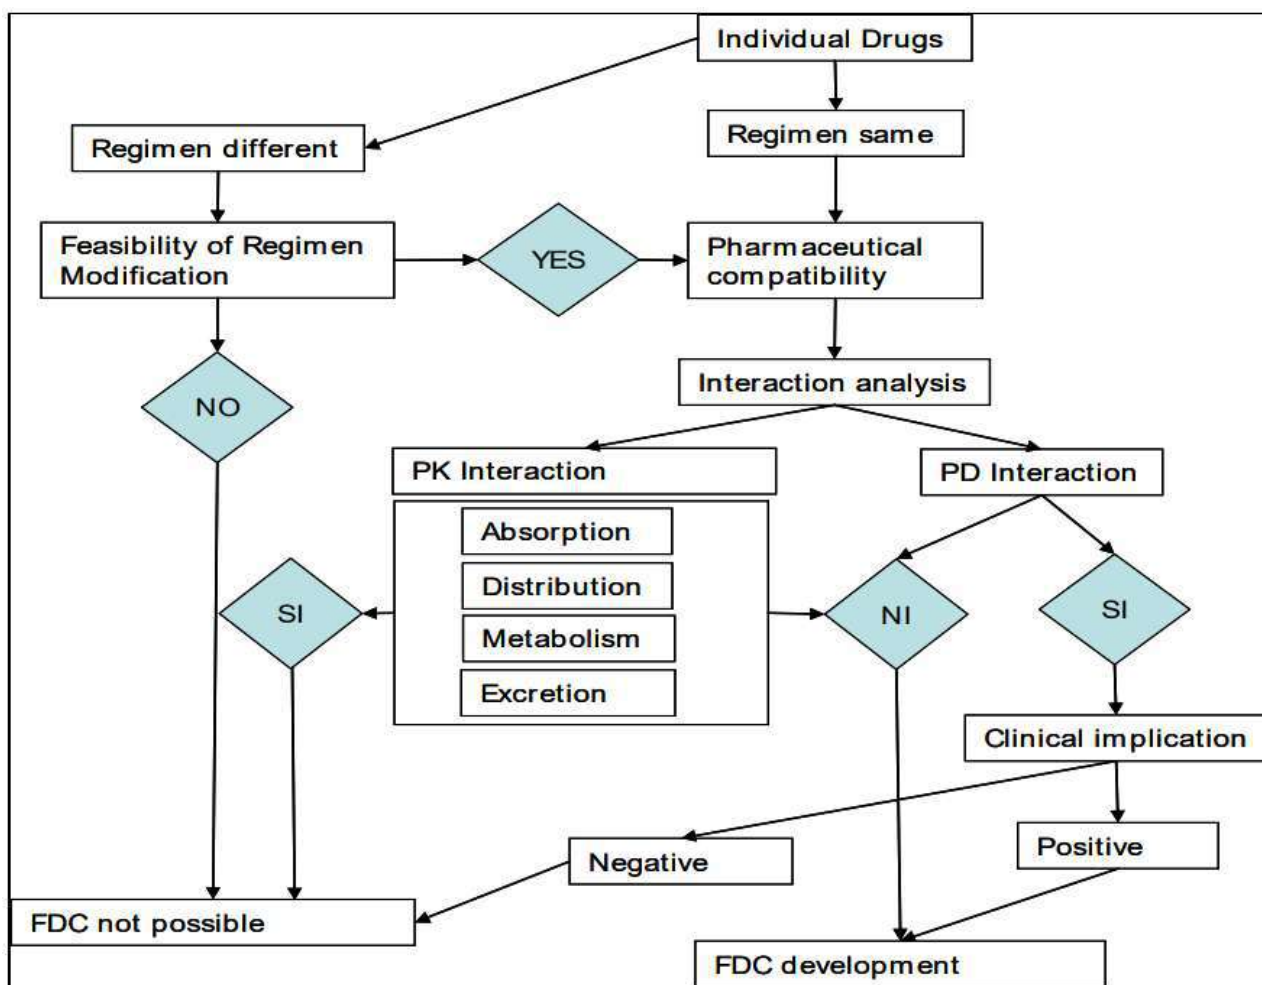 Individual Drugs
Regimen different
Regimen same
Feasibility of Regimen
Modification
YES
Pharmaceutical
compatibility
NO
Interaction analysis
PK Interaction
PD Interaction
Absorption
Distribution
Metabolism
Excretion
SI
NI
SI
Clinical implication
Negative
Positive
FDC not possible
FDC development